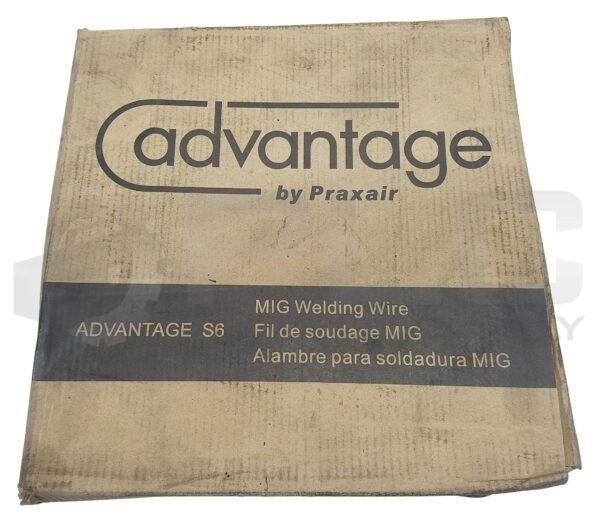 advantage
by Praxair
ADVANTAGE S6
MIG Welding Wire
Fil de soudage MIG
Alambre para soldadura MIG